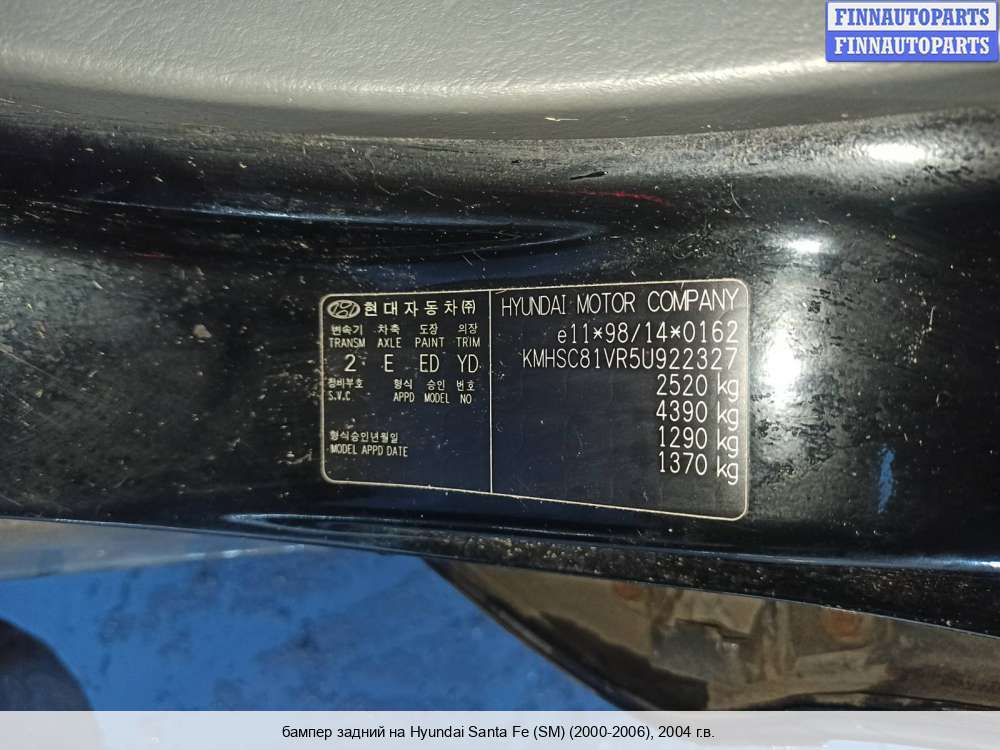 FINNAUTOPARTS
FINNAUTOPARTS
현대자동차㈜
변속기 차축 도장 의장
TRANSM AXLE PAINT TRIM
2 E ED YD
정비부호 형식 승인 번호
S.V.C. APPD MODEL NO
형식승인년월일
MODEL APPD DATE
HYUNDAI MOTOR COMPANY
e11*98/14*0162
KMHSC81VR5U922327
2520 kg
4390 kg
1290 kg
1370 kg
бампер задний на Hyundai Santa Fe (SM) (2000-2006), 2004 г.в.